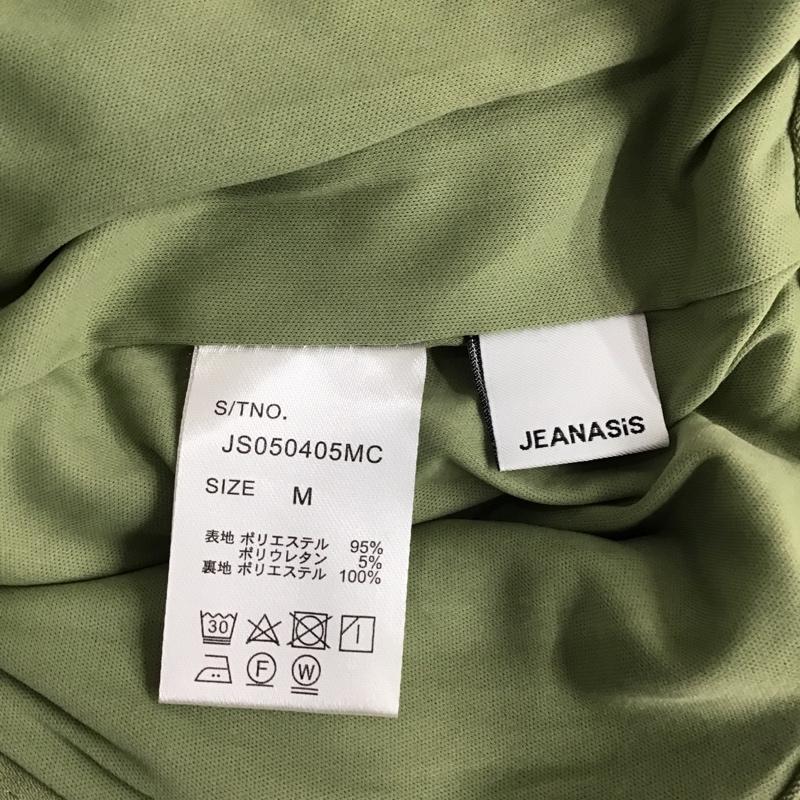 S/TNO.
JS050405MC
SIZE M
表地 ポリエステル 95%
ポリウレタン 5%
裏地 ポリエステル 100%
30
F W
JEANASiS